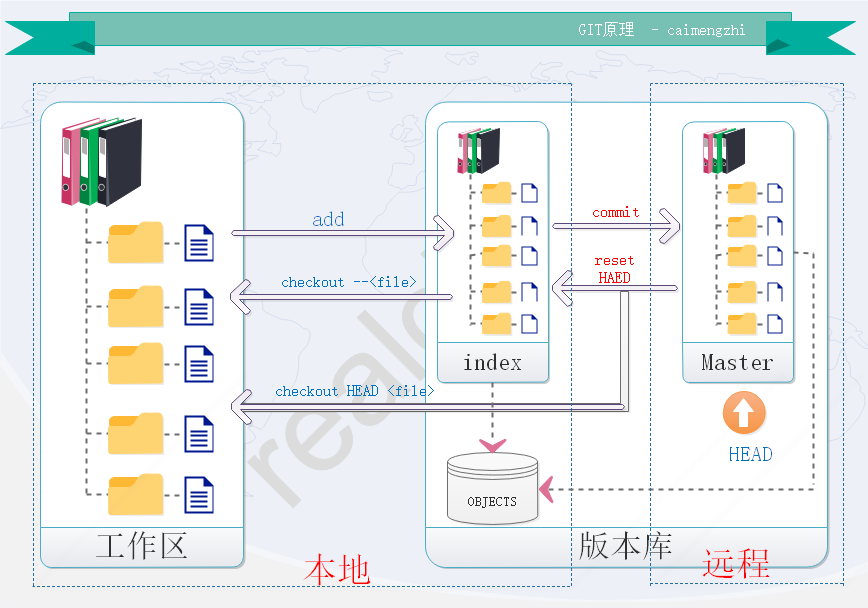 GIT原理 - caimengzhi
add
commit
checkout --<file>
reset
HAED
index
Master
checkout HEAD <file>
HEAD
OBJECTS
工作区
本地
版本库
远程